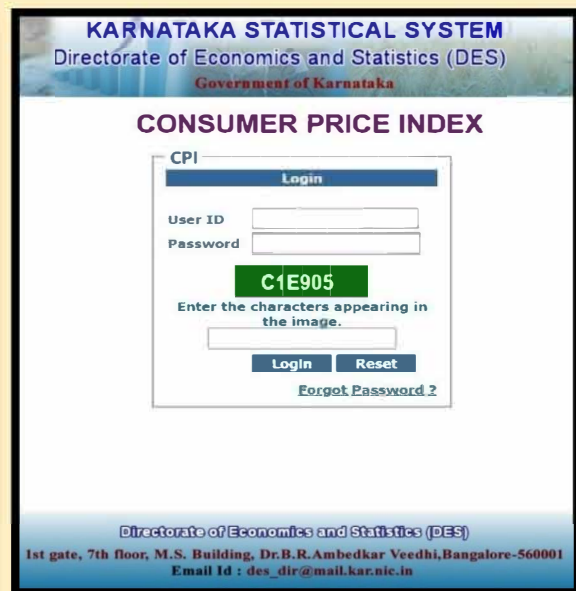 KARNATAKA STATISTICAL SYSTEM
Directorate of Economics and Statistics (DES)
Government of Karnataka
CONSUMER PRICE INDEX
CPI
Login
User ID
Password
C1E905
Enter the characters appearing in
the image.
Login Reset
Forgot Password ?
Directorate of Economics and Statistics (DES)
1st gate, 7th floor, M.S. Building, Dr.B.R.Ambedkar Veedhi,Bangalore-560001
Email Id : des_dir@mail.kar.nic.in